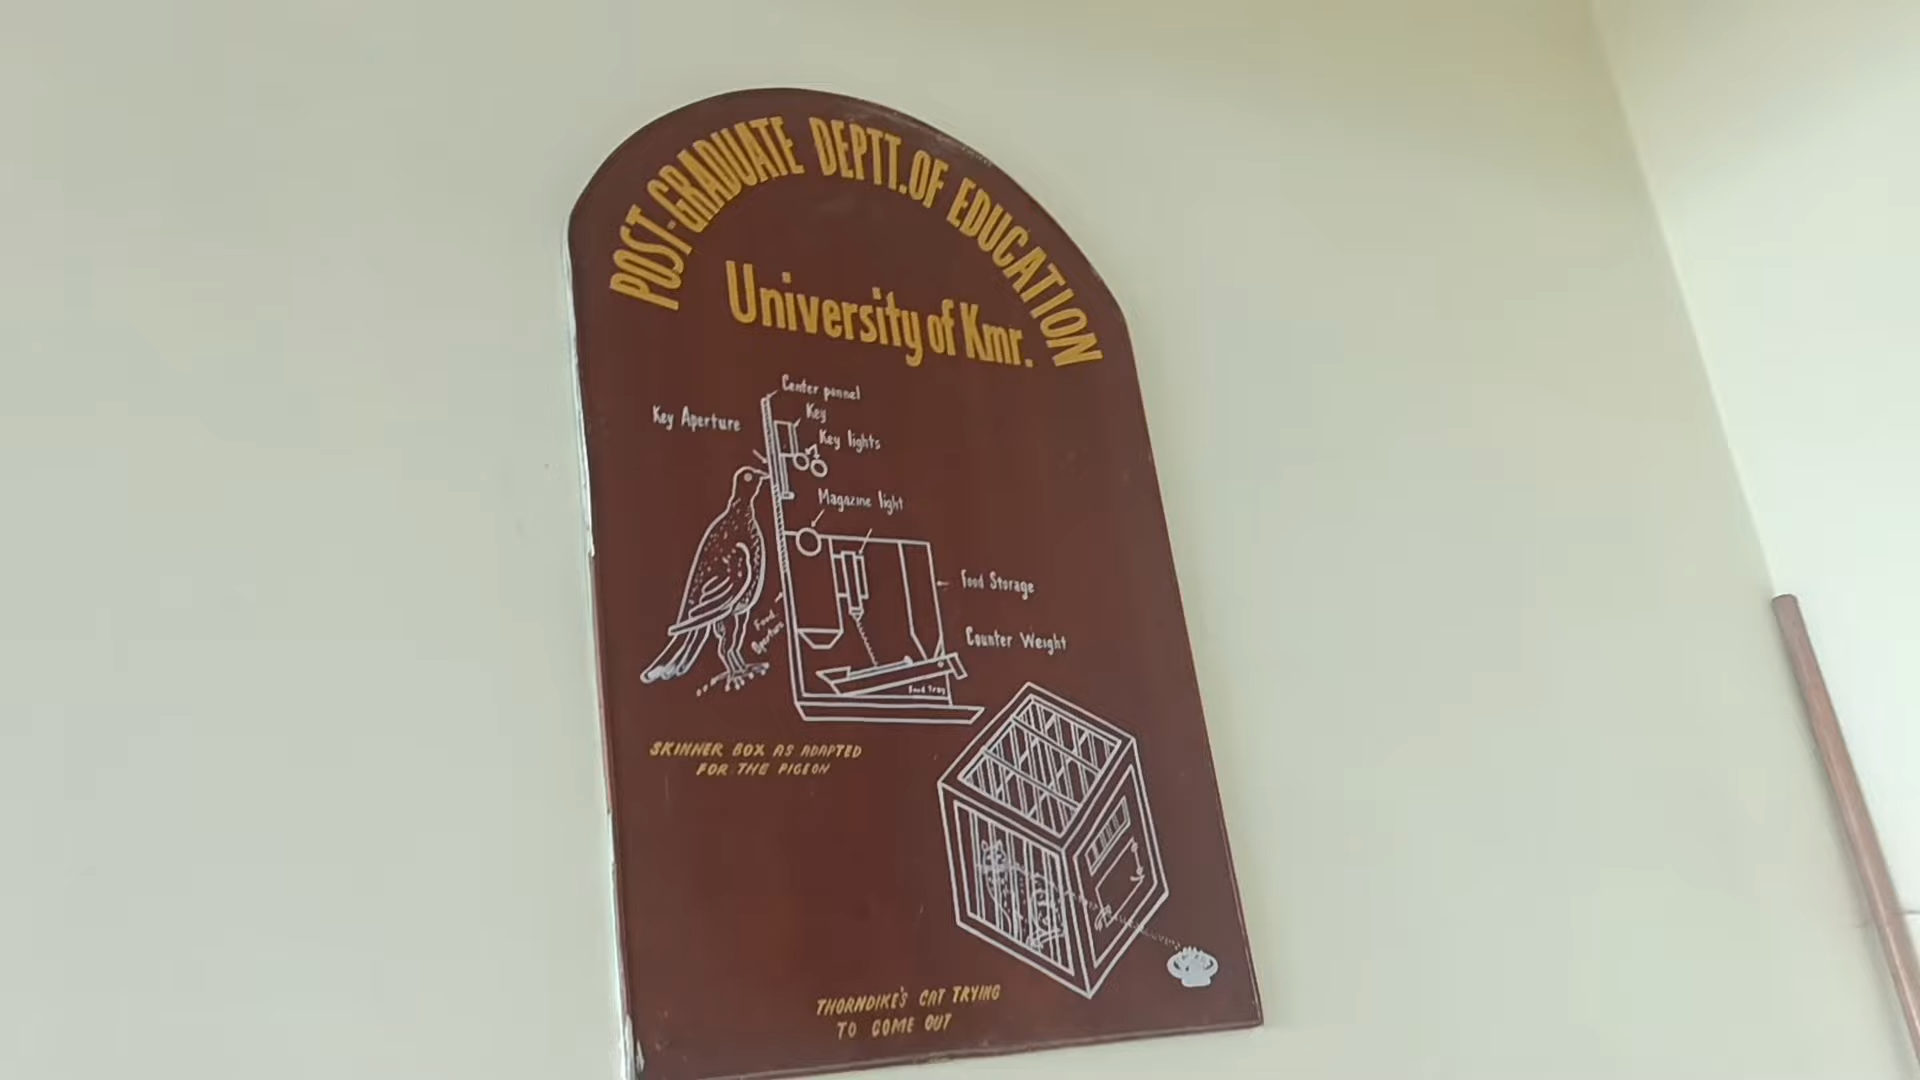 POST-GRADUATE DEPTT.OF EDUCATION
University of Kmr.
Center pannel
Key Aperture
Key
Key lights
Magazine light
Food Storage
Food Aperture
Counter Weight
Food Tray
SKINNER BOX AS ADAPTED
FOR THE PIGEON
THORNDIKE'S CAT TRYING
TO COME OUT